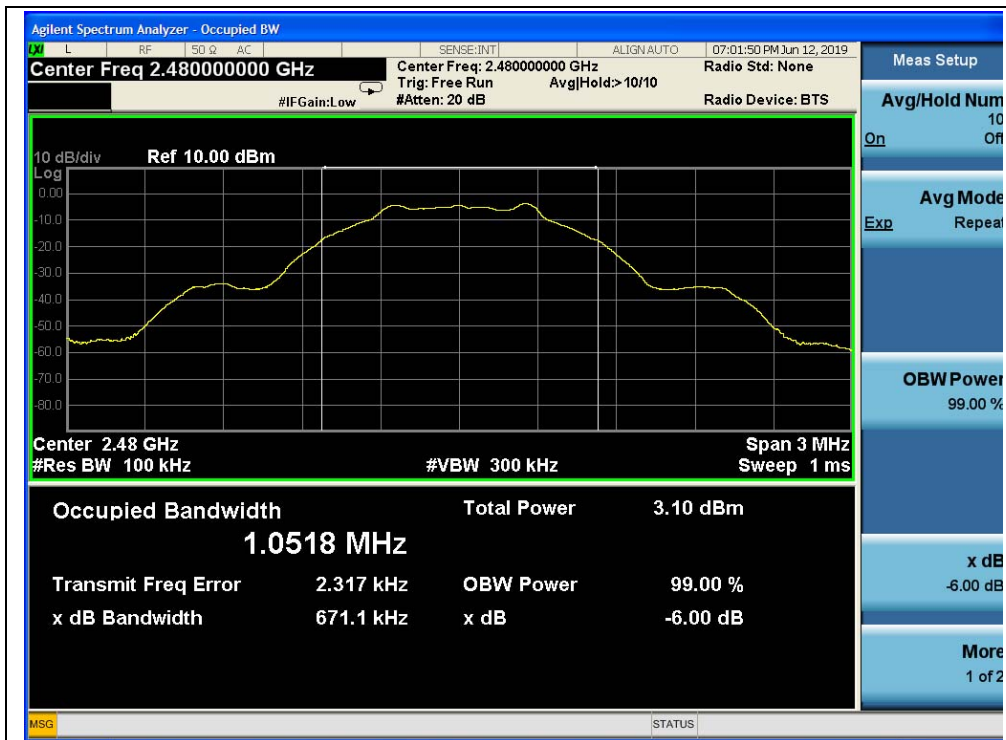 Agilent Spectrum Analyzer - Occupied BW
LXI L RF 50 Ω AC SENSE:INT ALIGN AUTO 07:01:50 PM Jun 12, 2019
Center Freq 2.480000000 GHz
Center Freq: 2.480000000 GHz
Radio Std: None
Trig: Free Run Avg|Hold:> 10/10
#IFGain:Low #Atten: 20 dB Radio Device: BTS
10 dB/div Ref 10.00 dBm
Log
0.00
-10.0
-20.0
-30.0
-40.0
-50.0
-60.0
-70.0
-80.0
Center 2.48 GHz Span 3 MHz
#Res BW 100 kHz #VBW 300 kHz Sweep 1 ms
Occupied Bandwidth Total Power 3.10 dBm
1.0518 MHz
Transmit Freq Error 2.317 kHz OBW Power 99.00 %
x dB Bandwidth 671.1 kHz x dB -6.00 dB
Meas Setup
Avg/Hold Num
10
On Off
Avg Mode
Exp Repeat
OBW Power
99.00 %
x dB
-6.00 dB
More
1 of 2
MSG STATUS